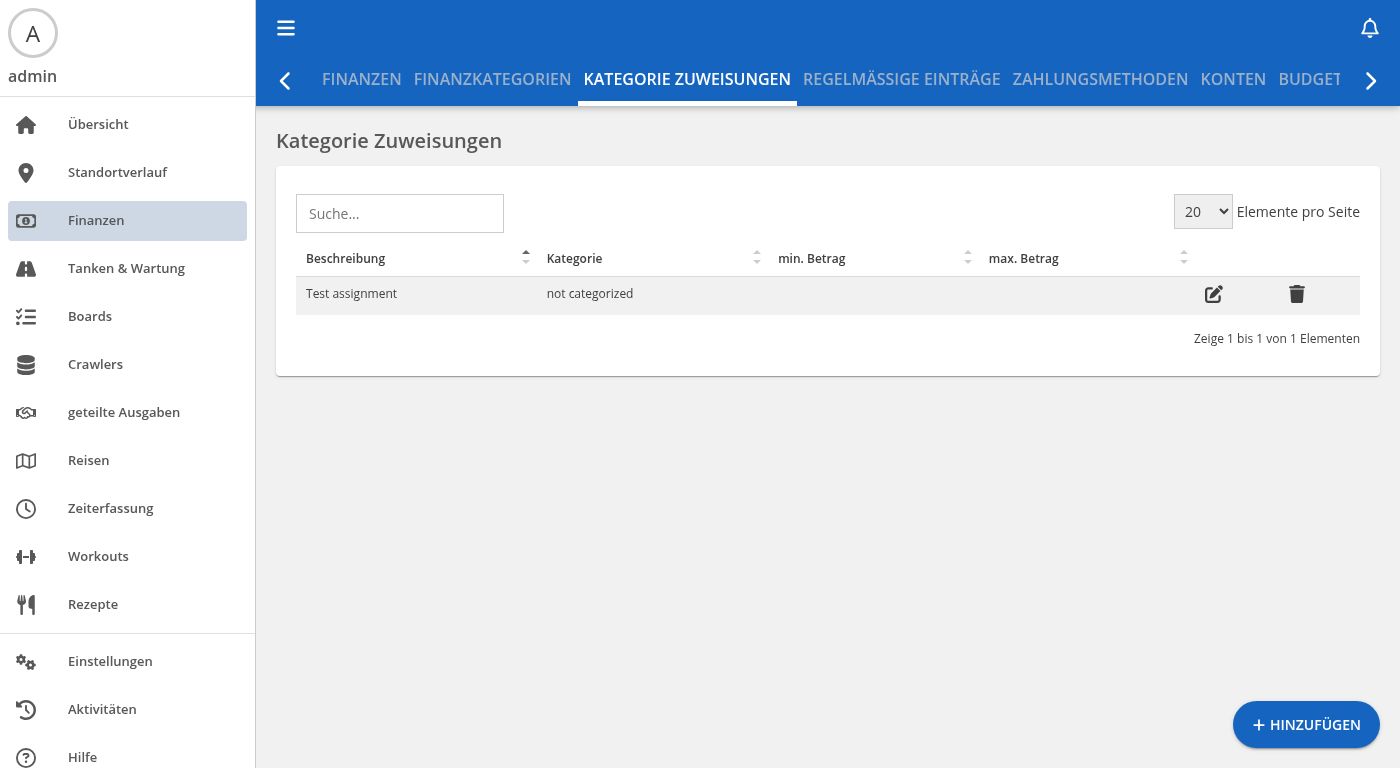 A
admin
Übersicht
Standortverlauf
Finanzen
Tanken & Wartung
Boards
Crawlers
geteilte Ausgaben
Reisen
Zeiterfassung
Workouts
Rezepte
Einstellungen
Aktivitäten
Hilfe
FINANZEN FINANZKATEGORIEN KATEGORIE ZUWEISUNGEN REGELMÄSSIGE EINTRÄGE ZAHLUNGSMETHODEN KONTEN BUDGET
Kategorie Zuweisungen
Suche... 20 Elemente pro Seite
Beschreibung Kategorie min. Betrag max. Betrag
Test assignment not categorized
Zeige 1 bis 1 von 1 Elementen
+ HINZUFÜGEN